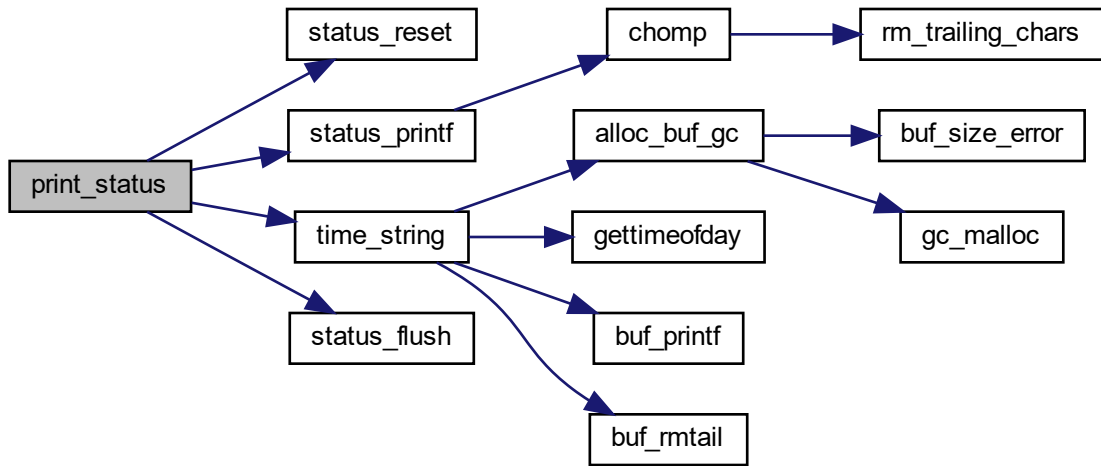 print_status
status_reset
status_printf
time_string
status_flush
chomp
alloc_buf_gc
gettimeofday
buf_printf
buf_rmtail
rm_trailing_chars
buf_size_error
gc_malloc